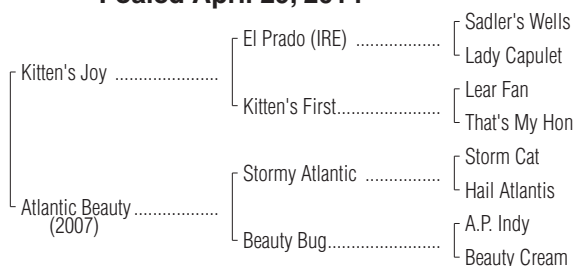 Foaled April 29, 2014
Sadler's Wells
El Prado (IRE) ...................
Lady Capulet
Kitten's Joy ......................
Lear Fan
Kitten's First.................
That's My Hon
Storm Cat
Stormy Atlantic ................
Hail Atlantis
Atlantic Beauty ..................
(2007)
A.P. Indy
Beauty Bug......................
Beauty Cream